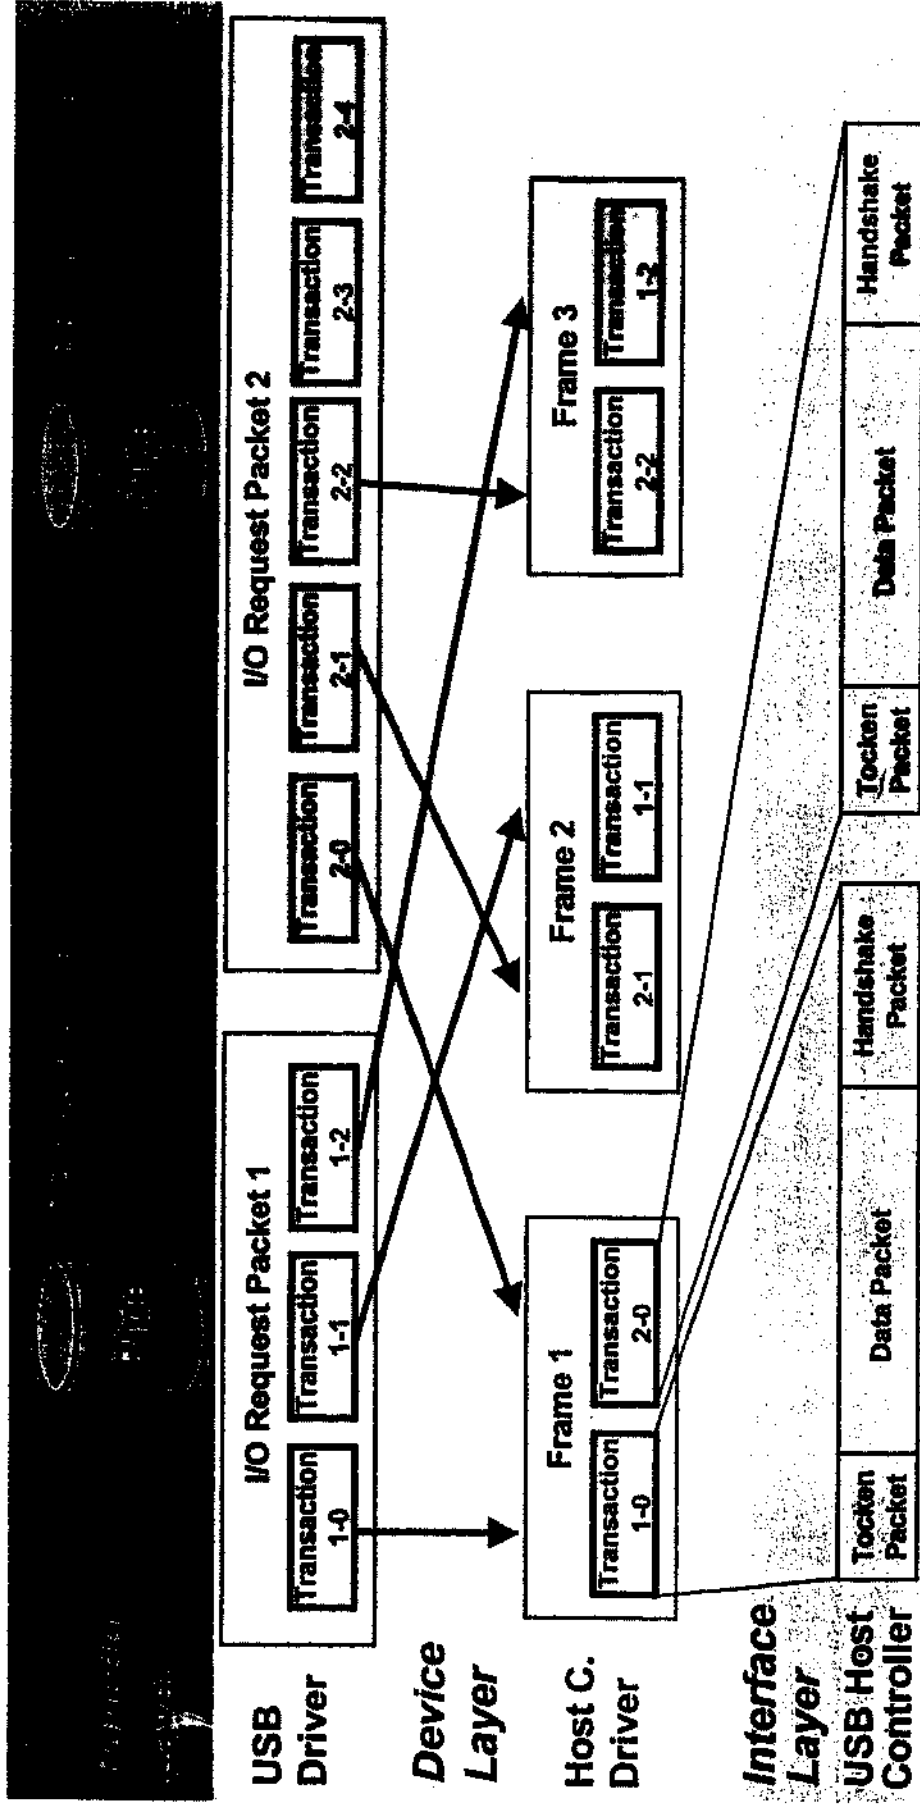 USB
Driver
I/O Request Packet 1
Transaction
1-0
Transaction
1-1
Transaction
1-2
I/O Request Packet 2
Transaction
2-0
Transaction
2-1
Transaction
2-2
Transaction
2-3
Transaction
2-4
Device
Layer
Host C.
Driver
Frame 1
Transaction
1-0
Transaction
2-0
Frame 2
Transaction
2-1
Transaction
1-1
Frame 3
Transaction
2-2
Transaction
1-2
Interface
Layer
USB Host
Controller
Tocken
Packet
Data Packet
Handshake
Packet
Tocken
Packet
Data Packet
Handshake
Packet